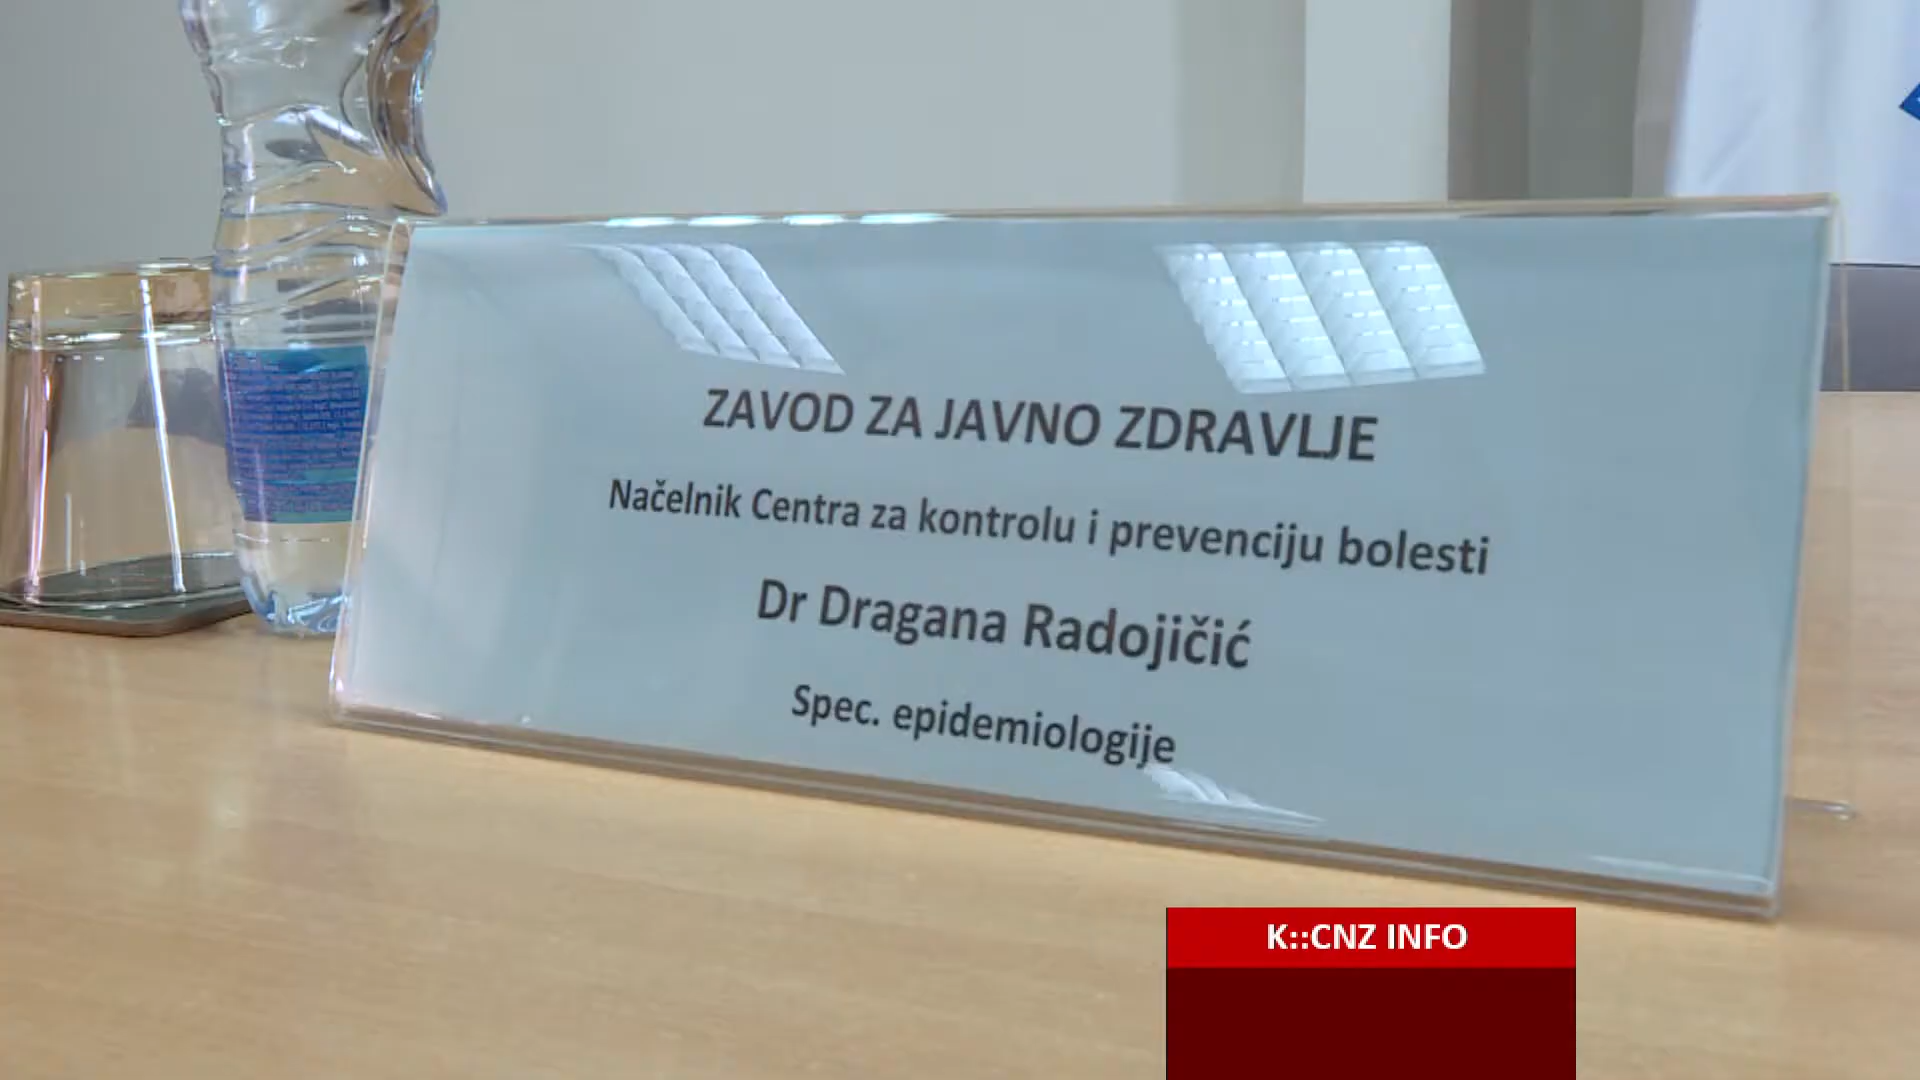 ZAVOD ZA JAVNO ZDRAVLJE
Načelnik Centra za kontrolu i prevenciju bolesti
Dr Dragana Radojičić
Spec. epidemiologije
K::CNZ INFO